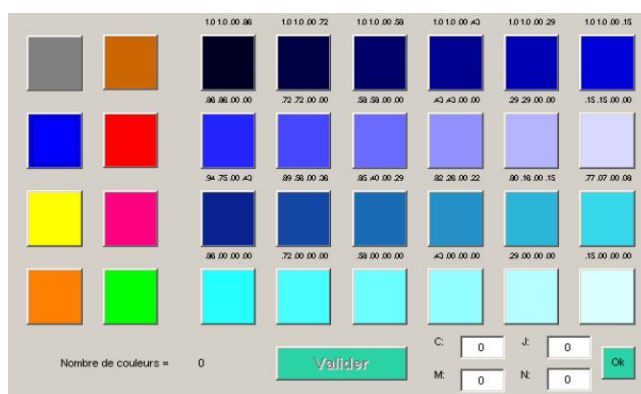 1.0 1.0 .00 .86 1.0 1.0 .00 .72 1.0 1.0 .00 .58 1.0 1.0 .00 .43 1.0 1.0 .00 .29 1.0 1.0 .00 .15
.86 .86 .00 .00 .72 .72 .00 .00 .58 .58 .00 .00 .43 .43 .00 .00 .29 .29 .00 .00 .15 .15 .00 .00
.94 .75 .00 .43 .89 .56 .00 .36 .85 .40 .00 .29 .82 .26 .00 .22 .80 .16 .00 .15 .77 .07 .00 .08
.86 .00 .00 .00 .72 .00 .00 .00 .58 .00 .00 .00 .43 .00 .00 .00 .29 .00 .00 .00 .15 .00 .00 .00
C: 0 J: 0
Nombre de couleurs = 0 Valider Ok
M: 0 N: 0